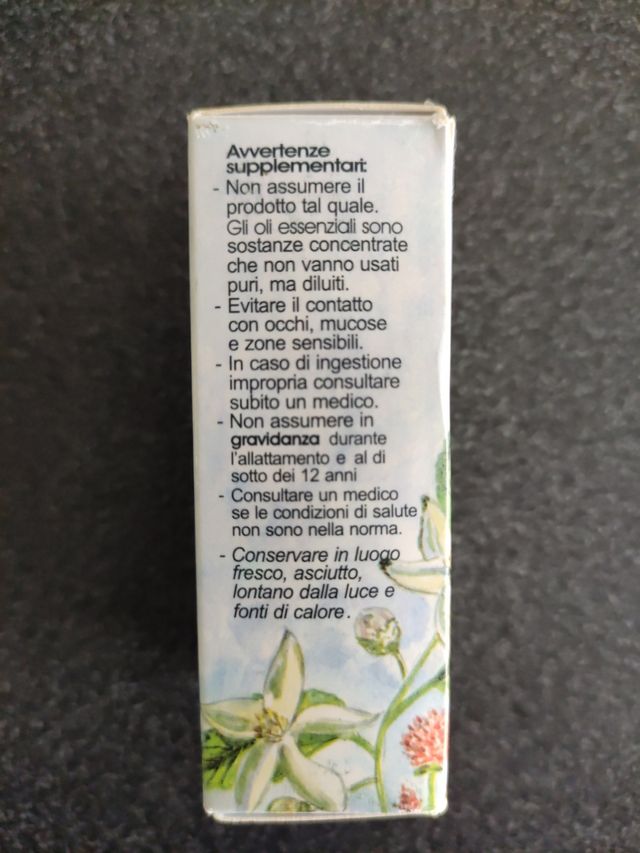 Avvertenze
supplementari:
- Non assumere il
prodotto tal quale.
Gli oli essenziali sono
sostanze concentrate
che non vanno usati
puri, ma diluiti.
- Evitare il contatto
con occhi, mucose
e zone sensibili.
- In caso di ingestione
impropria consultare
subito un medico.
- Non assumere in
gravidanza durante
l'allattamento e al di
sotto dei 12 anni
- Consultare un medico
se le condizioni di salute
non sono nella norma.
- Conservare in luogo
fresco, asciutto,
lontano dalla luce e
fonti di calore.